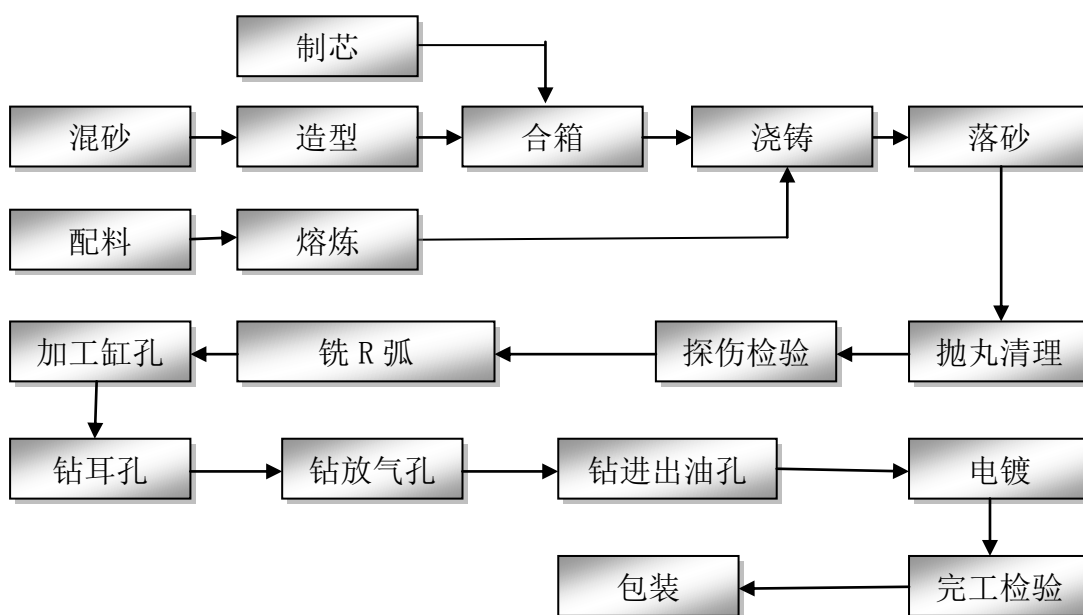 制芯
混砂
造型
合箱
浇铸
落砂
配料
熔炼
加工缸孔
铣 R 弧
探伤检验
抛丸清理
钻耳孔
钻放气孔
钻进出油孔
电镀
包装
完工检验